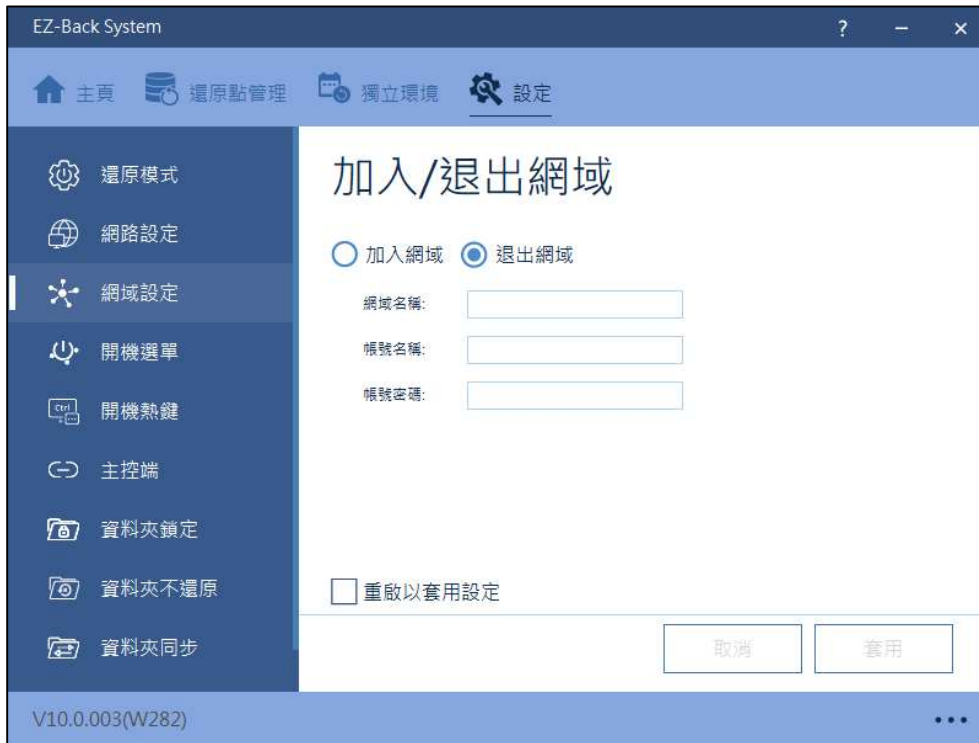 EZ-Back System
主頁 還原點管理 獨立環境 設定
還原模式
網路設定
網域設定
開機選單
Ctrl
開機熱鍵
主控端
資料夾鎖定
資料夾不還原
資料夾同步
加入/退出網域
加入網域 退出網域
網域名稱:
帳號名稱:
帳號密碼:
重啟以套用設定
取消 套用
V10.0.003(W282)